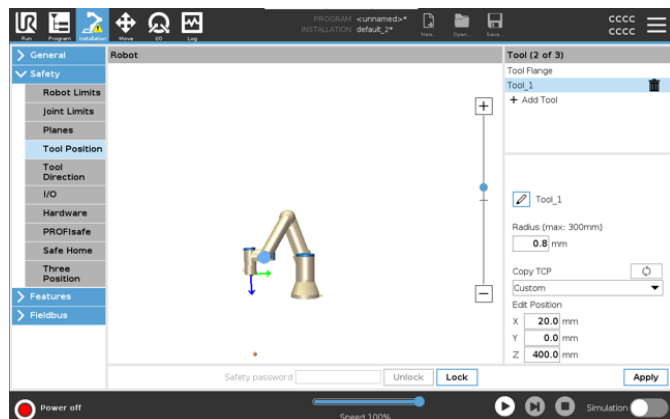 UR
PROGRAM <unnamed>*
INSTALLATION default_2*
CCCC
CCCC
Run
Program
Installation
Move
I/O
Log
New...
Open...
Save...
General
Safety
Robot Limits
Joint Limits
Planes
Tool Position
Tool
Direction
I/O
Hardware
PROFIsafe
Safe Home
Three
Position
Features
Fieldbus
Robot
Tool (2 of 3)
Tool Flange
Tool_1
+ Add Tool
Tool_1
Radius (max: 300mm)
0.8 mm
Copy TCP
Custom
Edit Position
X 20.0 mm
Y 0.0 mm
Z 400.0 mm
Safety password
Unlock
Lock
Apply
Power off
Speed 100%
Simulation